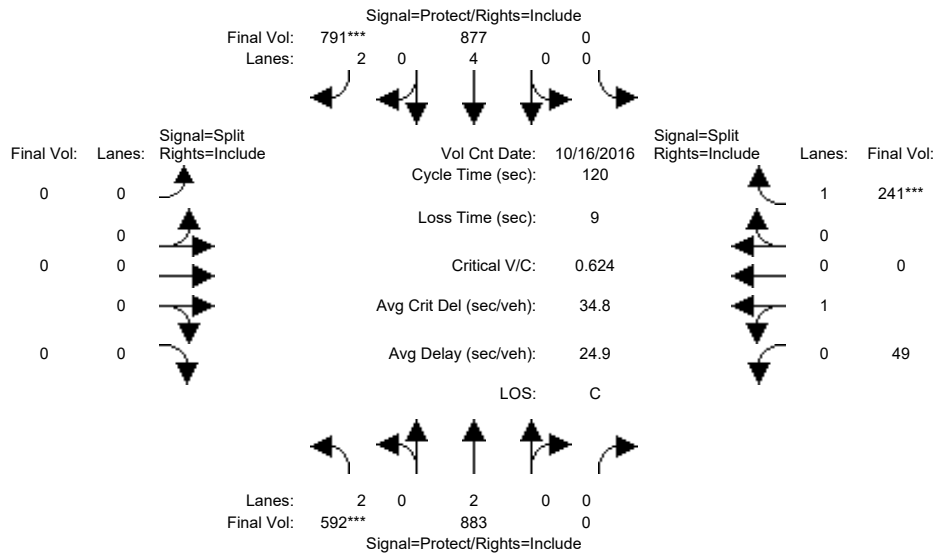 Signal=Protect/Rights=Include
Final Vol: 791*** 877 0
Lanes: 2 0 4 0 0
Signal=Split
Final Vol: Lanes: Rights=Include
Vol Cnt Date: 10/16/2016
Signal=Split
Rights=Include Lanes: Final Vol:
Cycle Time (sec): 120
0 0
1 241***
Loss Time (sec): 9
0
0
0 0
Critical V/C: 0.624
0 0
0
Avg Crit Del (sec/veh): 34.8
1
0 0
Avg Delay (sec/veh): 24.9
0 49
LOS: C
Lanes: 2 0 2 0 0
Final Vol: 592*** 883 0
Signal=Protect/Rights=Include